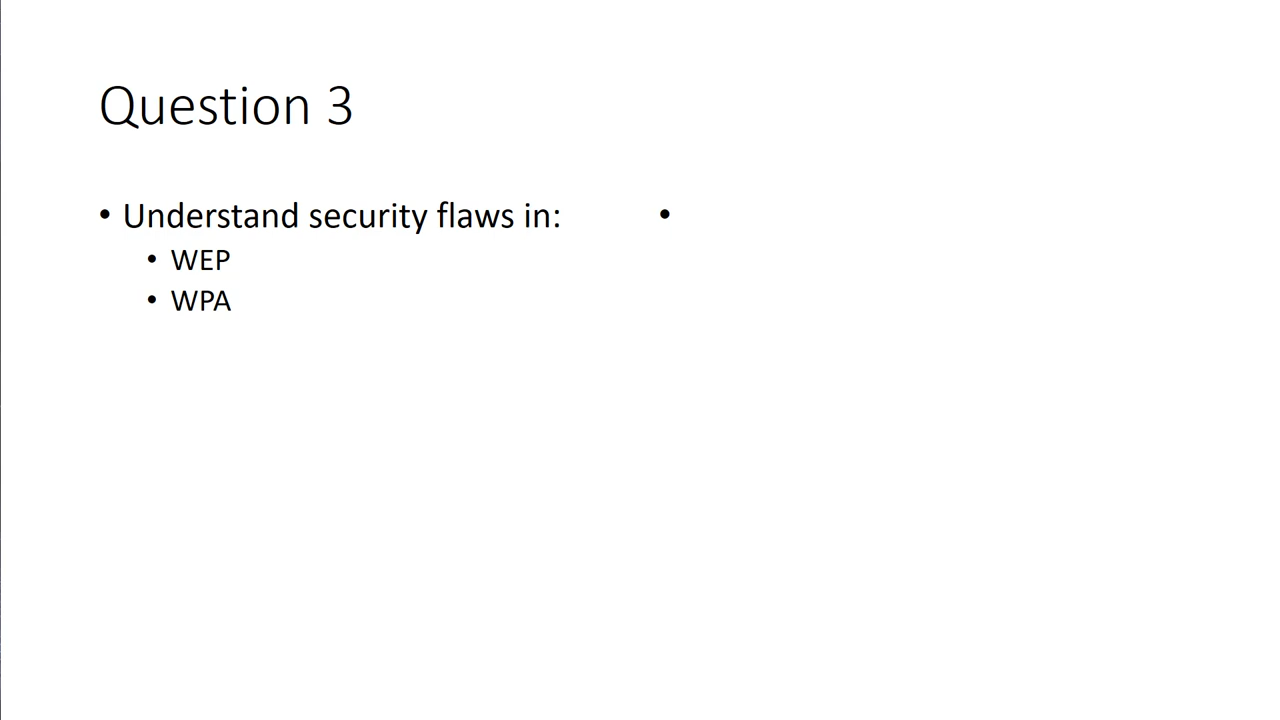 Question 3
• Understand security flaws in:
• WEP
• WPA
•